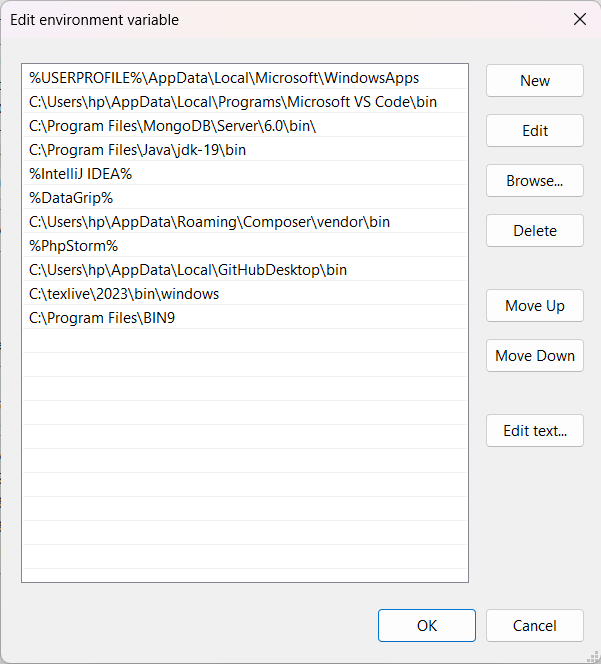 Edit environment variable
%USERPROFILE%\AppData\Local\Microsoft\WindowsApps
C:\Users\hp\AppData\Local\Programs\Microsoft VS Code\bin
C:\Program Files\MongoDB\Server\6.0\bin\
C:\Program Files\Java\jdk-19\bin
%IntelliJ IDEA%
%DataGrip%
C:\Users\hp\AppData\Roaming\Composer\vendor\bin
%PhpStorm%
C:\Users\hp\AppData\Local\GitHubDesktop\bin
C:\texlive\2023\bin\windows
C:\Program Files\BIN9
New
Edit
Browse...
Delete
Move Up
Move Down
Edit text...
OK
Cancel